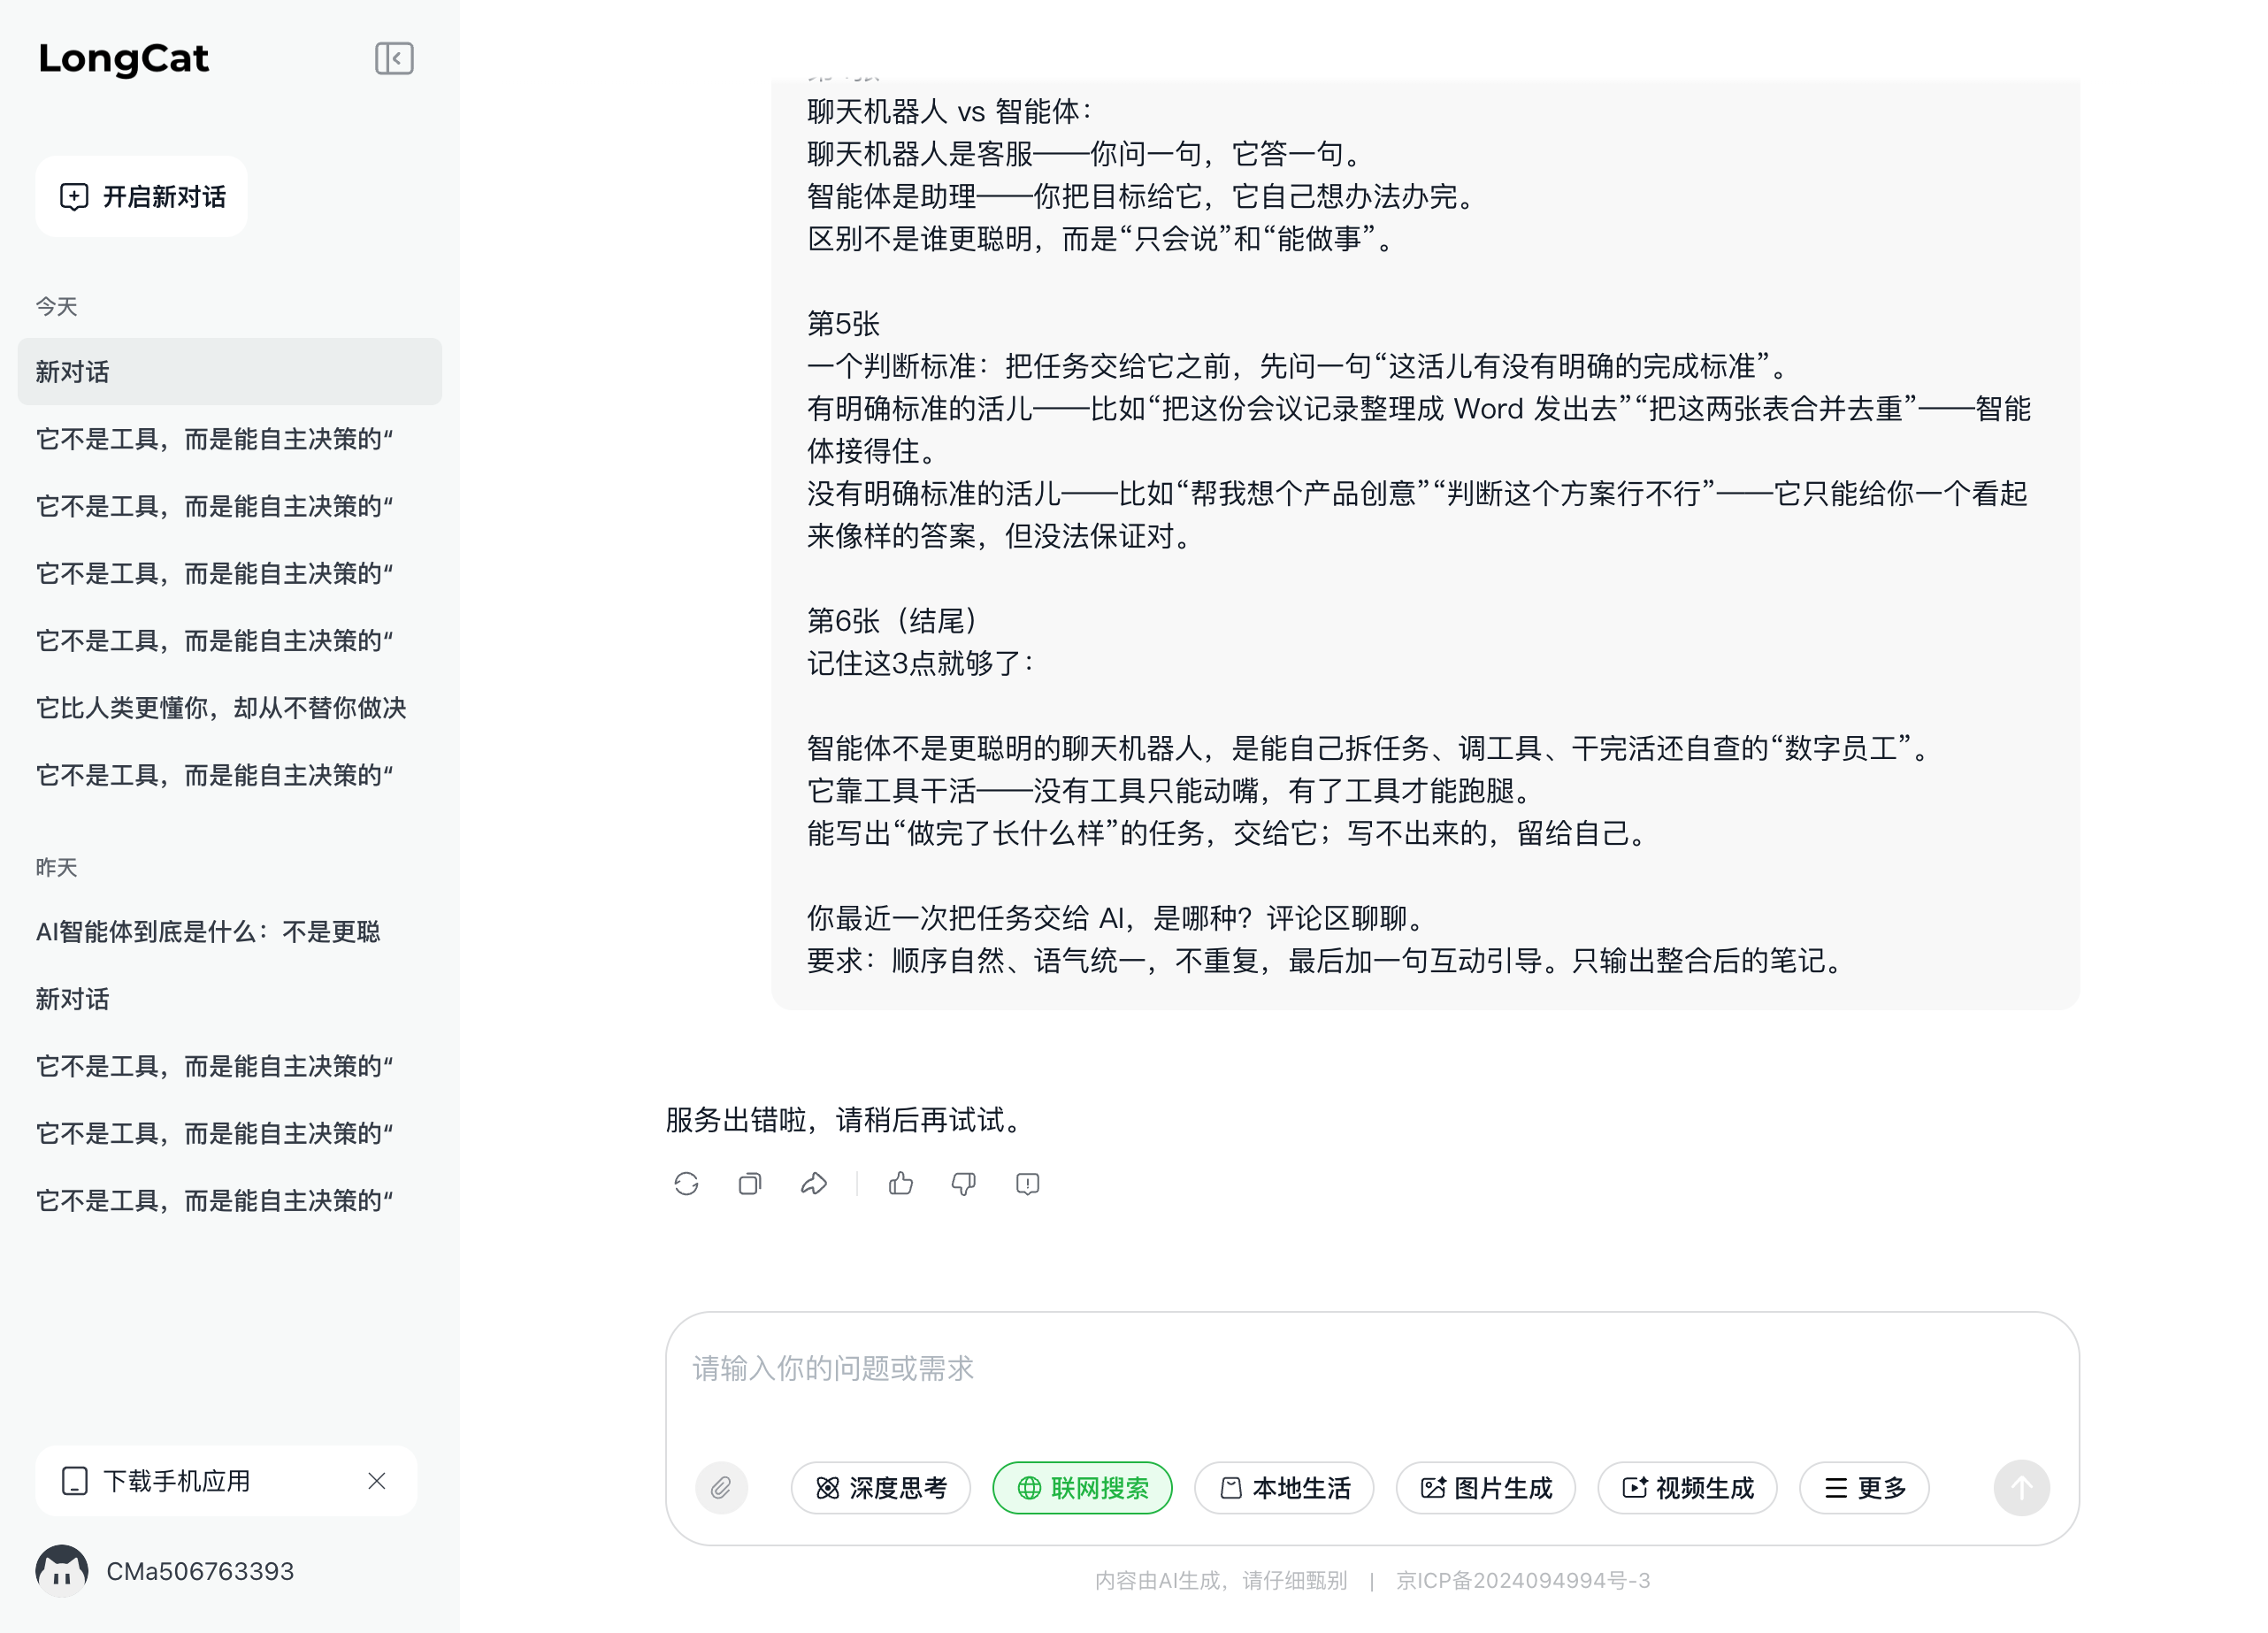 LongCat
开启新对话
今天
新对话
它不是工具，而是能自主决策的“
它不是工具，而是能自主决策的“
它不是工具，而是能自主决策的“
它不是工具，而是能自主决策的“
它比人类更懂你，却从不替你做决
它不是工具，而是能自主决策的“
昨天
AI智能体到底是什么：不是更聪
新对话
它不是工具，而是能自主决策的“
它不是工具，而是能自主决策的“
它不是工具，而是能自主决策的“
下载手机应用
CMa506763393
聊天机器人 vs 智能体：
聊天机器人是客服——你问一句，它答一句。
智能体是助理——你把目标给它，它自己想办法办完。
区别不是谁更聪明，而是“只会说”和“能做事”。
第5张
一个判断标准：把任务交给它之前，先问一句“这活儿有没有明确的完成标准”。
有明确标准的活儿——比如“把这份会议记录整理成 Word 发出去”“把这两张表合并去重”——智能
体接得住。
没有明确标准的活儿——比如“帮我想个产品创意”“判断这个方案行不行”——它只能给你一个看起
来像样的答案，但没法保证对。
第6张（结尾）
记住这3点就够了：
智能体不是更聪明的聊天机器人，是能自己拆任务、调工具、干完活还自查的“数字员工”。
它靠工具干活——没有工具只能动嘴，有了工具才能跑腿。
能写出“做完了长什么样”的任务，交给它；写不出来的，留给自己。
你最近一次把任务交给 AI，是哪种？评论区聊聊。
要求：顺序自然、语气统一，不重复，最后加一句互动引导。只输出整合后的笔记。
服务出错啦，请稍后再试试。
请输入你的问题或需求
深度思考
联网搜索
本地生活
图片生成
视频生成
更多
内容由AI生成，请仔细甄别 | 京ICP备2024094994号-3